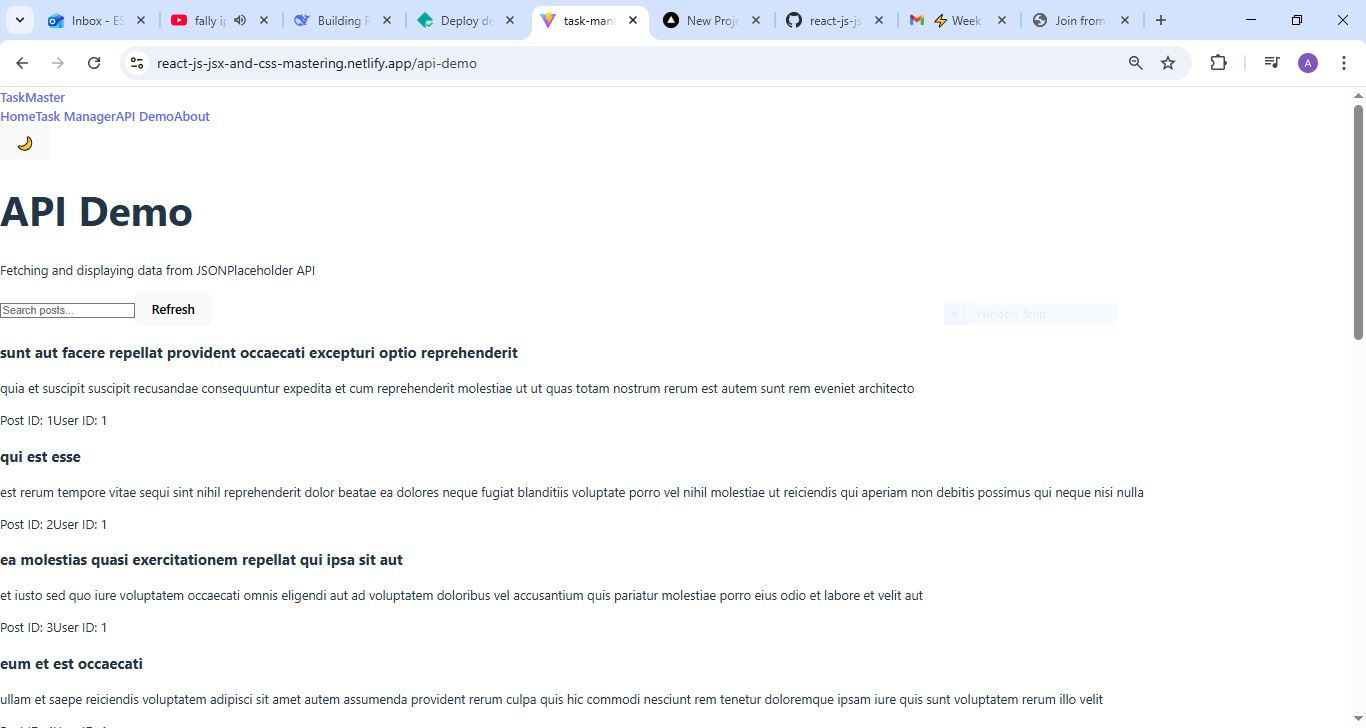 Inbox - ES
fally ip
Building F
Deploy de
task-mana
New Proje
react-js-js
Week
Join from
react-js-jsx-and-css-mastering.netlify.app/api-demo
A
TaskMaster
HomeTask ManagerAPI DemoAbout
API Demo
Fetching and displaying data from JSONPlaceholder API
Search posts...
Refresh
Window Snip
sunt aut facere repellat provident occaecati excepturi optio reprehenderit
quia et suscipit suscipit recusandae consequuntur expedita et cum reprehenderit molestiae ut ut quas totam nostrum rerum est autem sunt rem eveniet architecto
Post ID: 1User ID: 1
qui est esse
est rerum tempore vitae sequi sint nihil reprehenderit dolor beatae ea dolores neque fugiat blanditiis voluptate porro vel nihil molestiae ut reiciendis qui aperiam non debitis possimus qui neque nisi nulla
Post ID: 2User ID: 1
ea molestias quasi exercitationem repellat qui ipsa sit aut
et iusto sed quo iure voluptatem occaecati omnis eligendi aut ad voluptatem doloribus vel accusantium quis pariatur molestiae porro eius odio et labore et velit aut
Post ID: 3User ID: 1
eum et est occaecati
ullam et saepe reiciendis voluptatem adipisci sit amet autem assumenda provident rerum culpa quis hic commodi nesciunt rem tenetur doloremque ipsam iure quis sunt voluptatem rerum illo velit